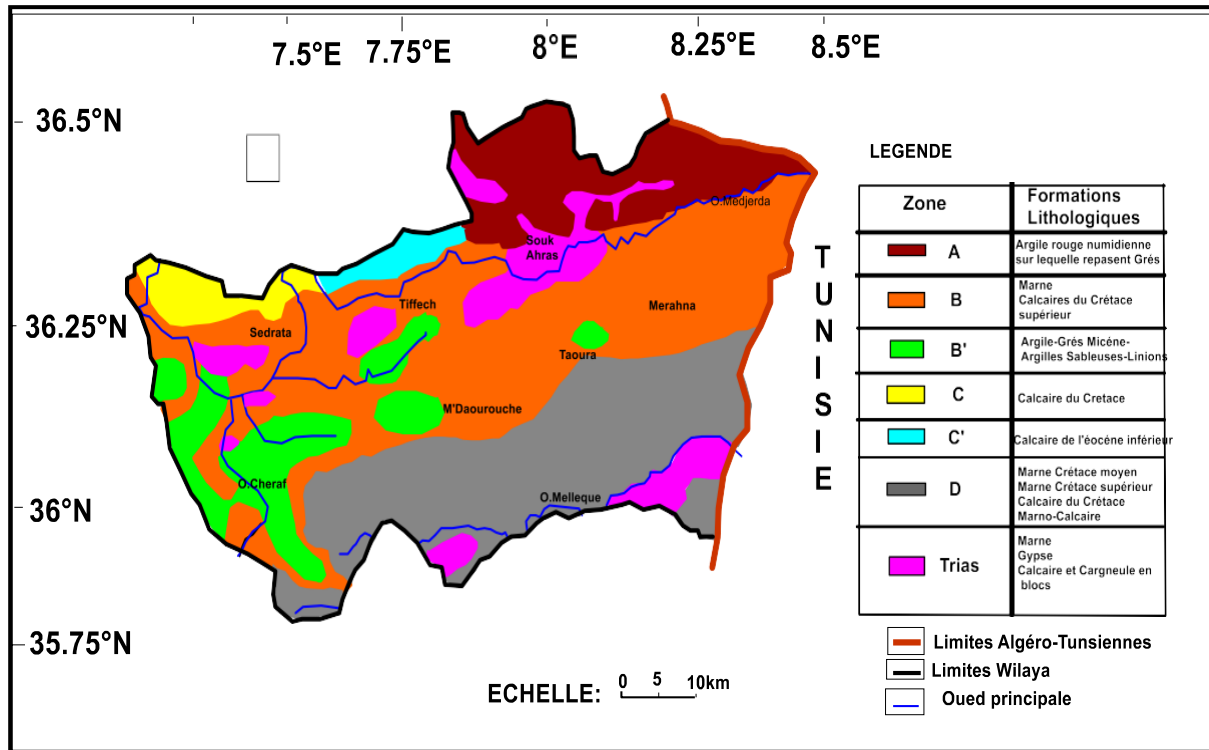 7.5°E 7.75°E 8°E 8.25°E 8.5°E
36.5°N
36.25°N
36°N
35.75°N
O.Medjerda
Souk
Ahras
Tiffech
Merahna
Sedrata
Taoura
M'Daourouche
O.Cheraf
O.Melleque
T
U
N
I
S
I
E
ECHELLE: 0 5 10km
LEGENDE
Zone
Formations
Lithologiques
A
Argile rouge numidienne
sur lequelle repasent Grés
B
Marne
Calcaires du Crétace
supérieur
B'
Argile-Grés Micéne-
Argilles Sableuses-Linions
C
Calcaire du Cretace
C'
Calcaire de l'éocéne inférieur
D
Marne Crétace moyen
Marne Crétace supérieur
Calcaire du Crétace
Marno-Calcaire
Trias
Marne
Gypse
Calcaire et Cargneule en
blocs
Limites Algéro-Tunsiennes
Limites Wilaya
Oued principale